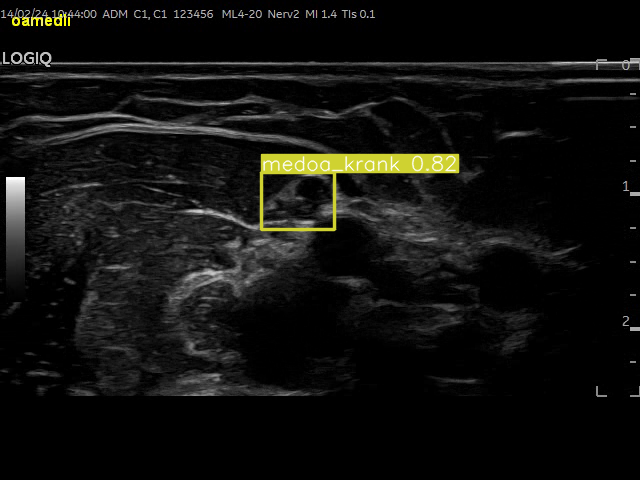 14/02/24 10:44:00 ADM C1, C1 123456 ML4-20 Nerv2 MI 1.4 TIs 0.1
oamedli
LOGIQ
0
medoa_krank 0.82
1
2